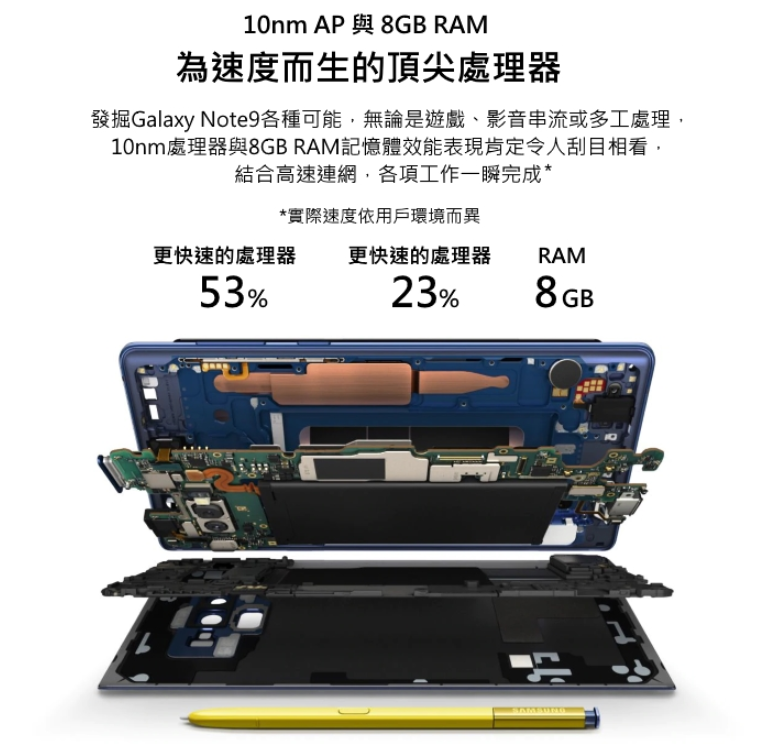 10nm AP 與 8GB RAM
為速度而生的頂尖處理器
發掘Galaxy Note9各種可能，無論是遊戲、影音串流或多工處理，
10nm處理器與8GB RAM記憶體效能表現肯定令人刮目相看，
結合高速連網，各項工作一瞬完成*
*實際速度依用戶環境而異
更快速的處理器 更快速的處理器 RAM
53% 23% 8GB
SAMSUNG